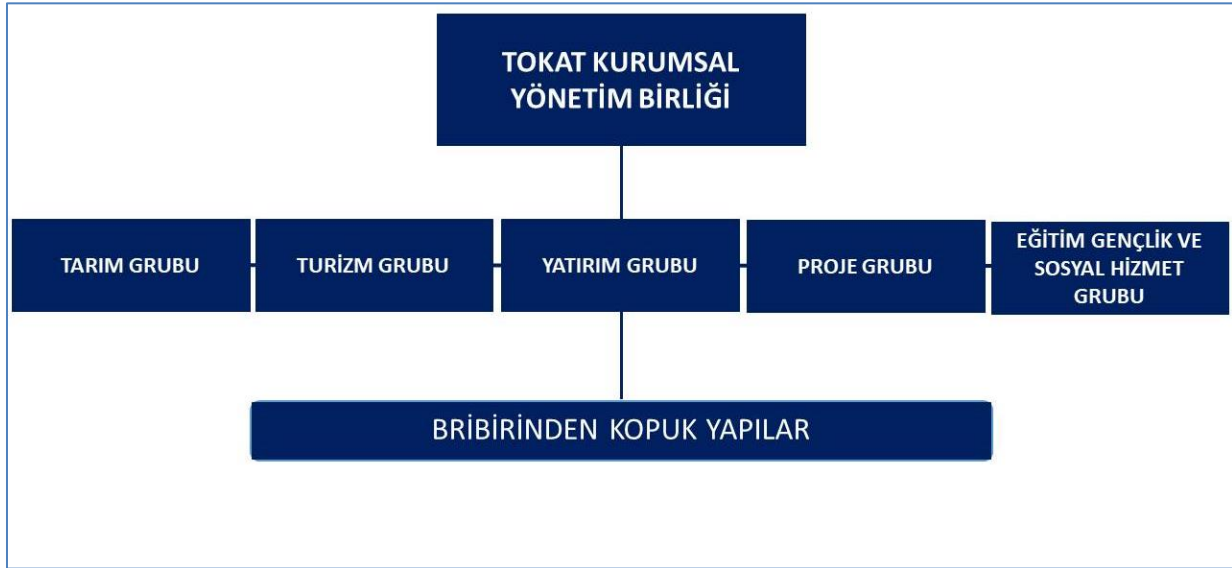 TOKAT KURUMSAL
YÖNETİM BİRLİĞİ
TARIM GRUBU
TURİZM GRUBU
YATIRIM GRUBU
PROJE GRUBU
EĞİTİM GENÇLİK VE
SOSYAL HİZMET
GRUBU
BRİBİRİNDEN KOPUK YAPILAR